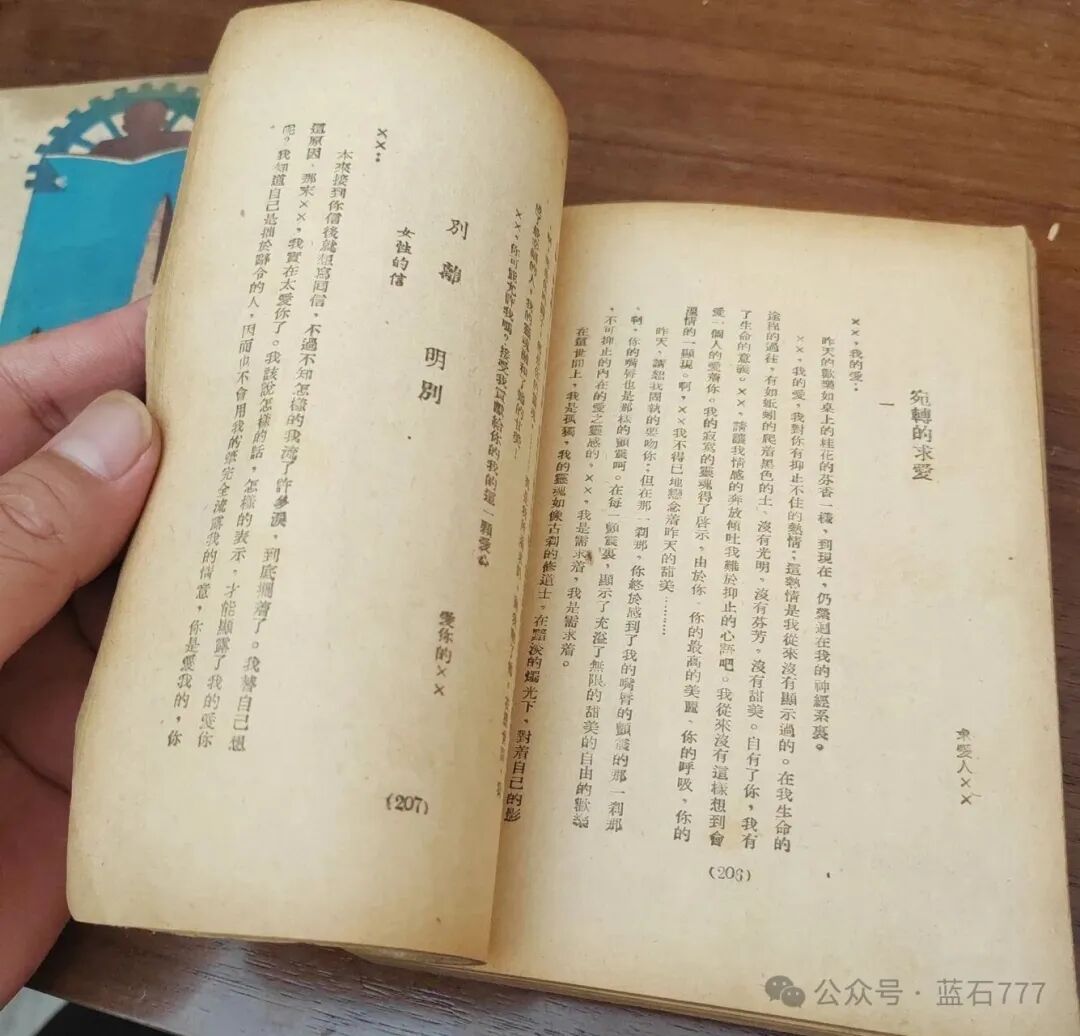 愛人××
宛轉的求愛
一
××，我的愛：
昨天的歡樂如桌上的桂花的芬香一樣，到現在，仍縈迴在我的神經系裏。
××，我的愛，我對你有抑止不住的熱情；這熱情是我從來沒有顯示過的。在我生命的
途程的過往，有如蚯蚓的爬着黑色的土、沒有光明。沒有芬芳。沒有甜美。自有了你，我有
了生命的意義。××，請讓我情感的奔放傾吐我難於抑止的心語吧。我從來沒有這樣想到會
愛一個人的愛着你。我的寂寞的靈魂得了啓示，由於你，你的最高的美麗、你的呼吸，你的
溫情的一顯現。啊，××我不得已地戀念着昨天的甜美………
昨天，請恕我固執的要吻你；但在那一剎那，你終於感到了我的嘴脣的顫震的那一剎那
，啊，你的嘴脣也是那樣的顫震呵。在每一顫震裏，顯示了充溢了無限的甜美的自由的歡樂
，不可抑止的內在的愛之靈感的。××，我是需求着，我是需求着。
在這世間上，我是孤獨，我的靈魂如像古剎的修道士，在黯淡的燭光下，對着自己的影
(206)
××，你可能允許我嗎？接受我貢獻給你的我的這一顆愛心
愛你的××
別離 明別
女性的信
××：
本來接到你信後就想寫回信，不過不知怎樣的我流了許多淚，到底擱着了。我替自己想
這原因、那末××，我實在太愛你了。我該說怎樣的話，怎樣的表示，才能顯露了我的愛你
呢？我知道自己是拙於辭令的人，因而也不會用我的筆完全流露我的情意，你是愛我的，你
(207)
公众号·蓝石777